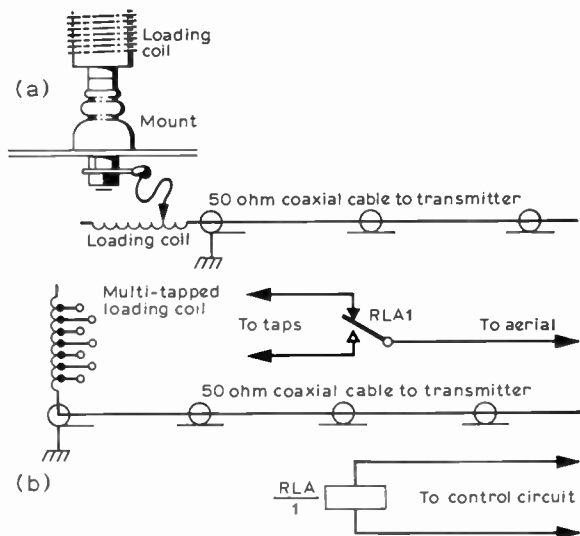 (a)
Loading
coil
Mount
50 ohm coaxial cable to transmitter
Loading coil
(b)
Multi-tapped
loading coil
To taps
RLA1
To aerial
50 ohm coaxial cable to transmitter
RLA
1
To control circuit